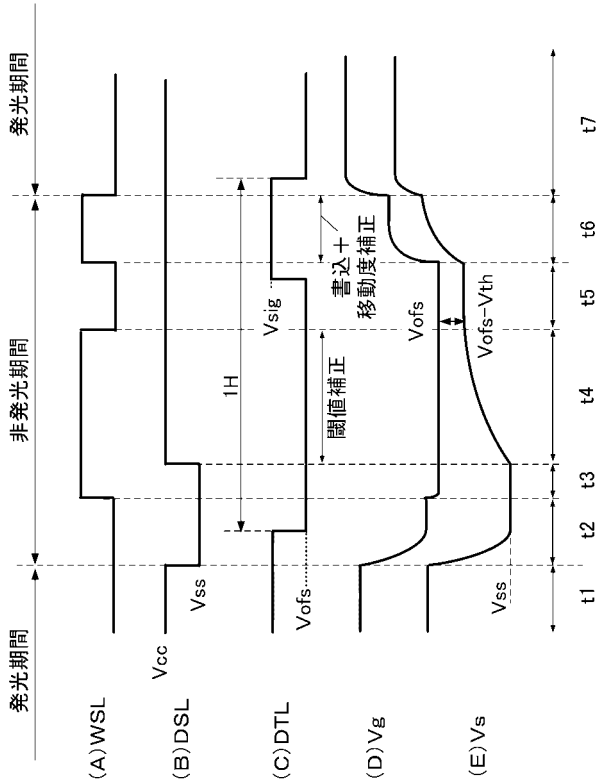 発光期間
非発光期間
発光期間
(A)WSL
(B)DSL
Vcc
Vss
(C)DTL
Vofs
1H
Vsig
閾値補正
書込+
移動度補正
(D)Vg
Vofs
Vofs-Vth
(E)Vs
Vss
t1
t2
t3
t4
t5
t6
t7